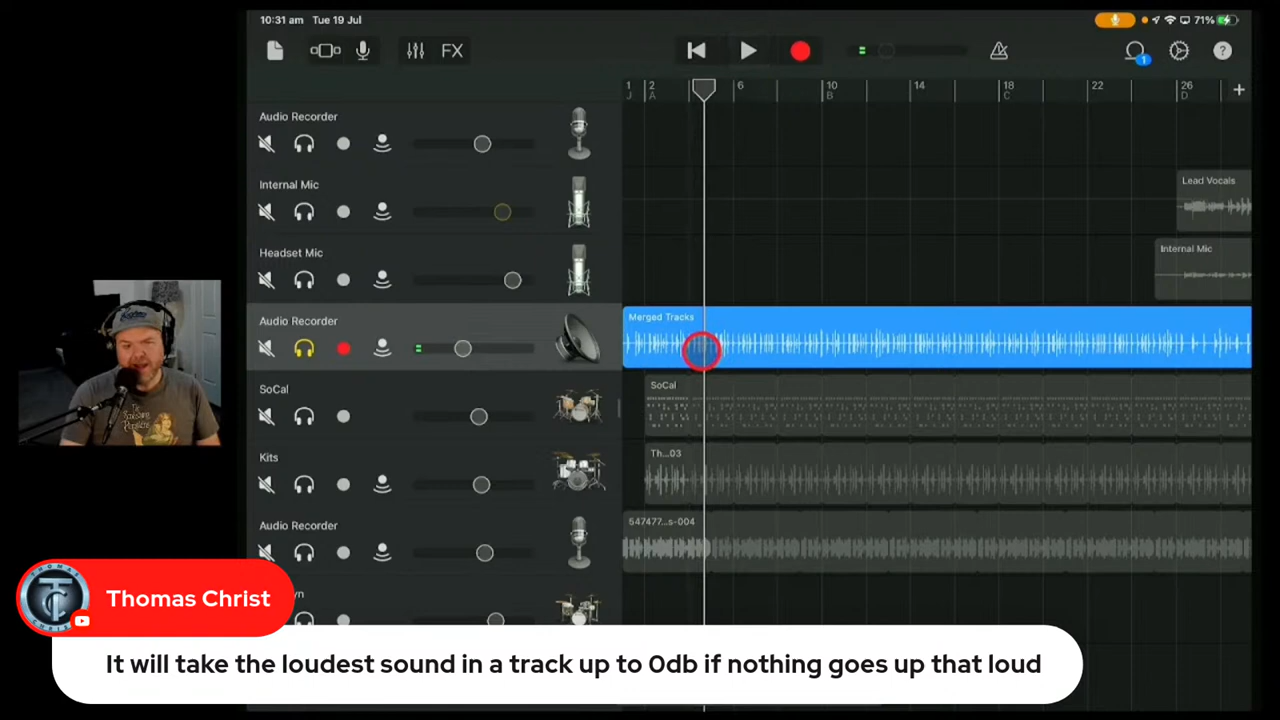 10:31 am Tue 19 Jul
71%
FX
1
?
1 2 6 10 14 18 22 26 +
J A B C D
Audio Recorder
Internal Mic
Lead Vocals
Headset Mic
Internal Mic
Audio Recorder
Merged Tracks
SoCal
SoCal
Kits
Th...03
Audio Recorder
547477...s-004
TC
Thomas Christ
It will take the loudest sound in a track up to 0db if nothing goes up that loud